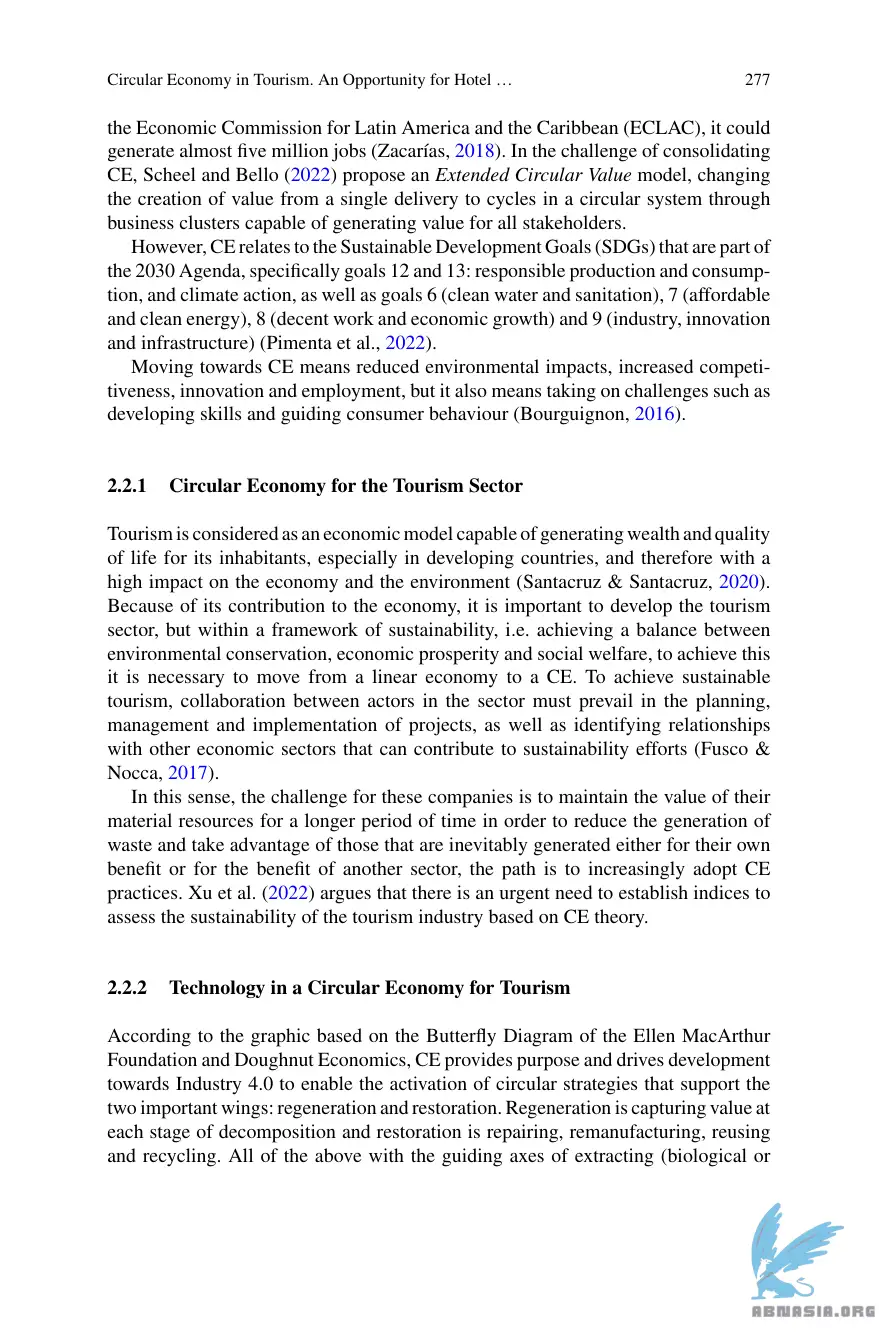 Circular Economy in Tourism. An Opportunity for Hotel … 277
the Economic Commission for Latin America and the Caribbean (ECLAC), it could
generate almost five million jobs (Zacarías, 2018). In the challenge of consolidating
CE, Scheel and Bello (2022) propose an Extended Circular Value model, changing
the creation of value from a single delivery to cycles in a circular system through
business clusters capable of generating value for all stakeholders.
However, CE relates to the Sustainable Development Goals (SDGs) that are part of
the 2030 Agenda, specifically goals 12 and 13: responsible production and consump-
tion, and climate action, as well as goals 6 (clean water and sanitation), 7 (affordable
and clean energy), 8 (decent work and economic growth) and 9 (industry, innovation
and infrastructure) (Pimenta et al., 2022).
Moving towards CE means reduced environmental impacts, increased competi-
tiveness, innovation and employment, but it also means taking on challenges such as
developing skills and guiding consumer behaviour (Bourguignon, 2016).
2.2.1 Circular Economy for the Tourism Sector
Tourism is considered as an economic model capable of generating wealth and quality
of life for its inhabitants, especially in developing countries, and therefore with a
high impact on the economy and the environment (Santacruz & Santacruz, 2020).
Because of its contribution to the economy, it is important to develop the tourism
sector, but within a framework of sustainability, i.e. achieving a balance between
environmental conservation, economic prosperity and social welfare, to achieve this
it is necessary to move from a linear economy to a CE. To achieve sustainable
tourism, collaboration between actors in the sector must prevail in the planning,
management and implementation of projects, as well as identifying relationships
with other economic sectors that can contribute to sustainability efforts (Fusco &
Nocca, 2017).
In this sense, the challenge for these companies is to maintain the value of their
material resources for a longer period of time in order to reduce the generation of
waste and take advantage of those that are inevitably generated either for their own
benefit or for the benefit of another sector, the path is to increasingly adopt CE
practices. Xu et al. (2022) argues that there is an urgent need to establish indices to
assess the sustainability of the tourism industry based on CE theory.
2.2.2 Technology in a Circular Economy for Tourism
According to the graphic based on the Butterfly Diagram of the Ellen MacArthur
Foundation and Doughnut Economics, CE provides purpose and drives development
towards Industry 4.0 to enable the activation of circular strategies that support the
two important wings: regeneration and restoration. Regeneration is capturing value at
each stage of decomposition and restoration is repairing, remanufacturing, reusing
and recycling. All of the above with the guiding axes of extracting (biological or
ABNASIA.ORG